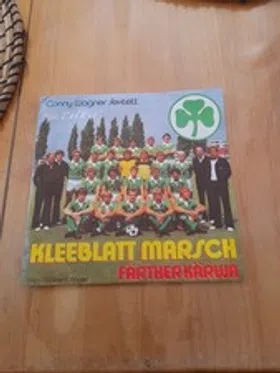 Conny Wagner Sextett
KLEEBLATT MARSCH
FÄRTHER KÄRWA